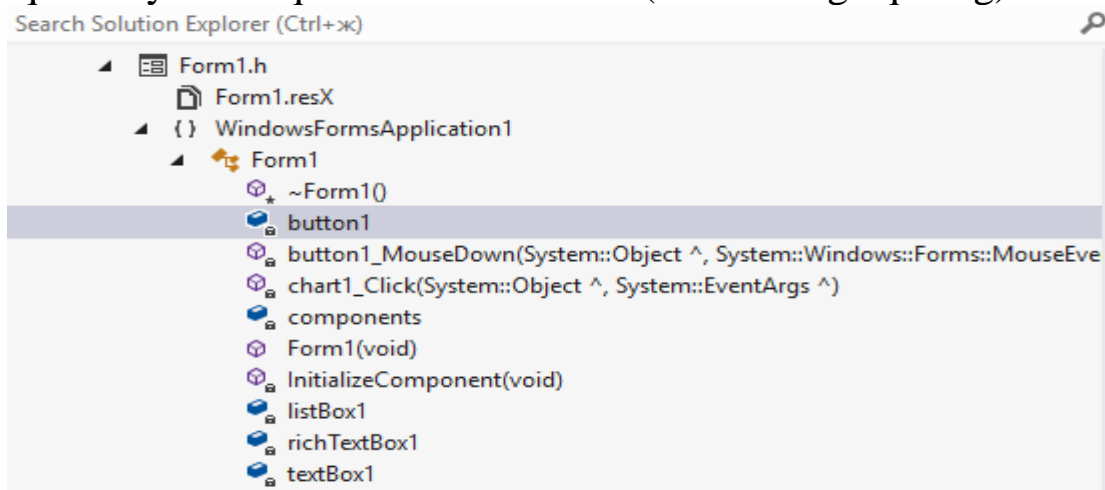 Search Solution Explorer (Ctrl+ж)
Form1.h
Form1.resX
{ } WindowsFormsApplication1
Form1
~Form1()
button1
button1_MouseDown(System::Object ^, System::Windows::Forms::MouseEve
chart1_Click(System::Object ^, System::EventArgs ^)
components
Form1(void)
InitializeComponent(void)
listBox1
richTextBox1
textBox1